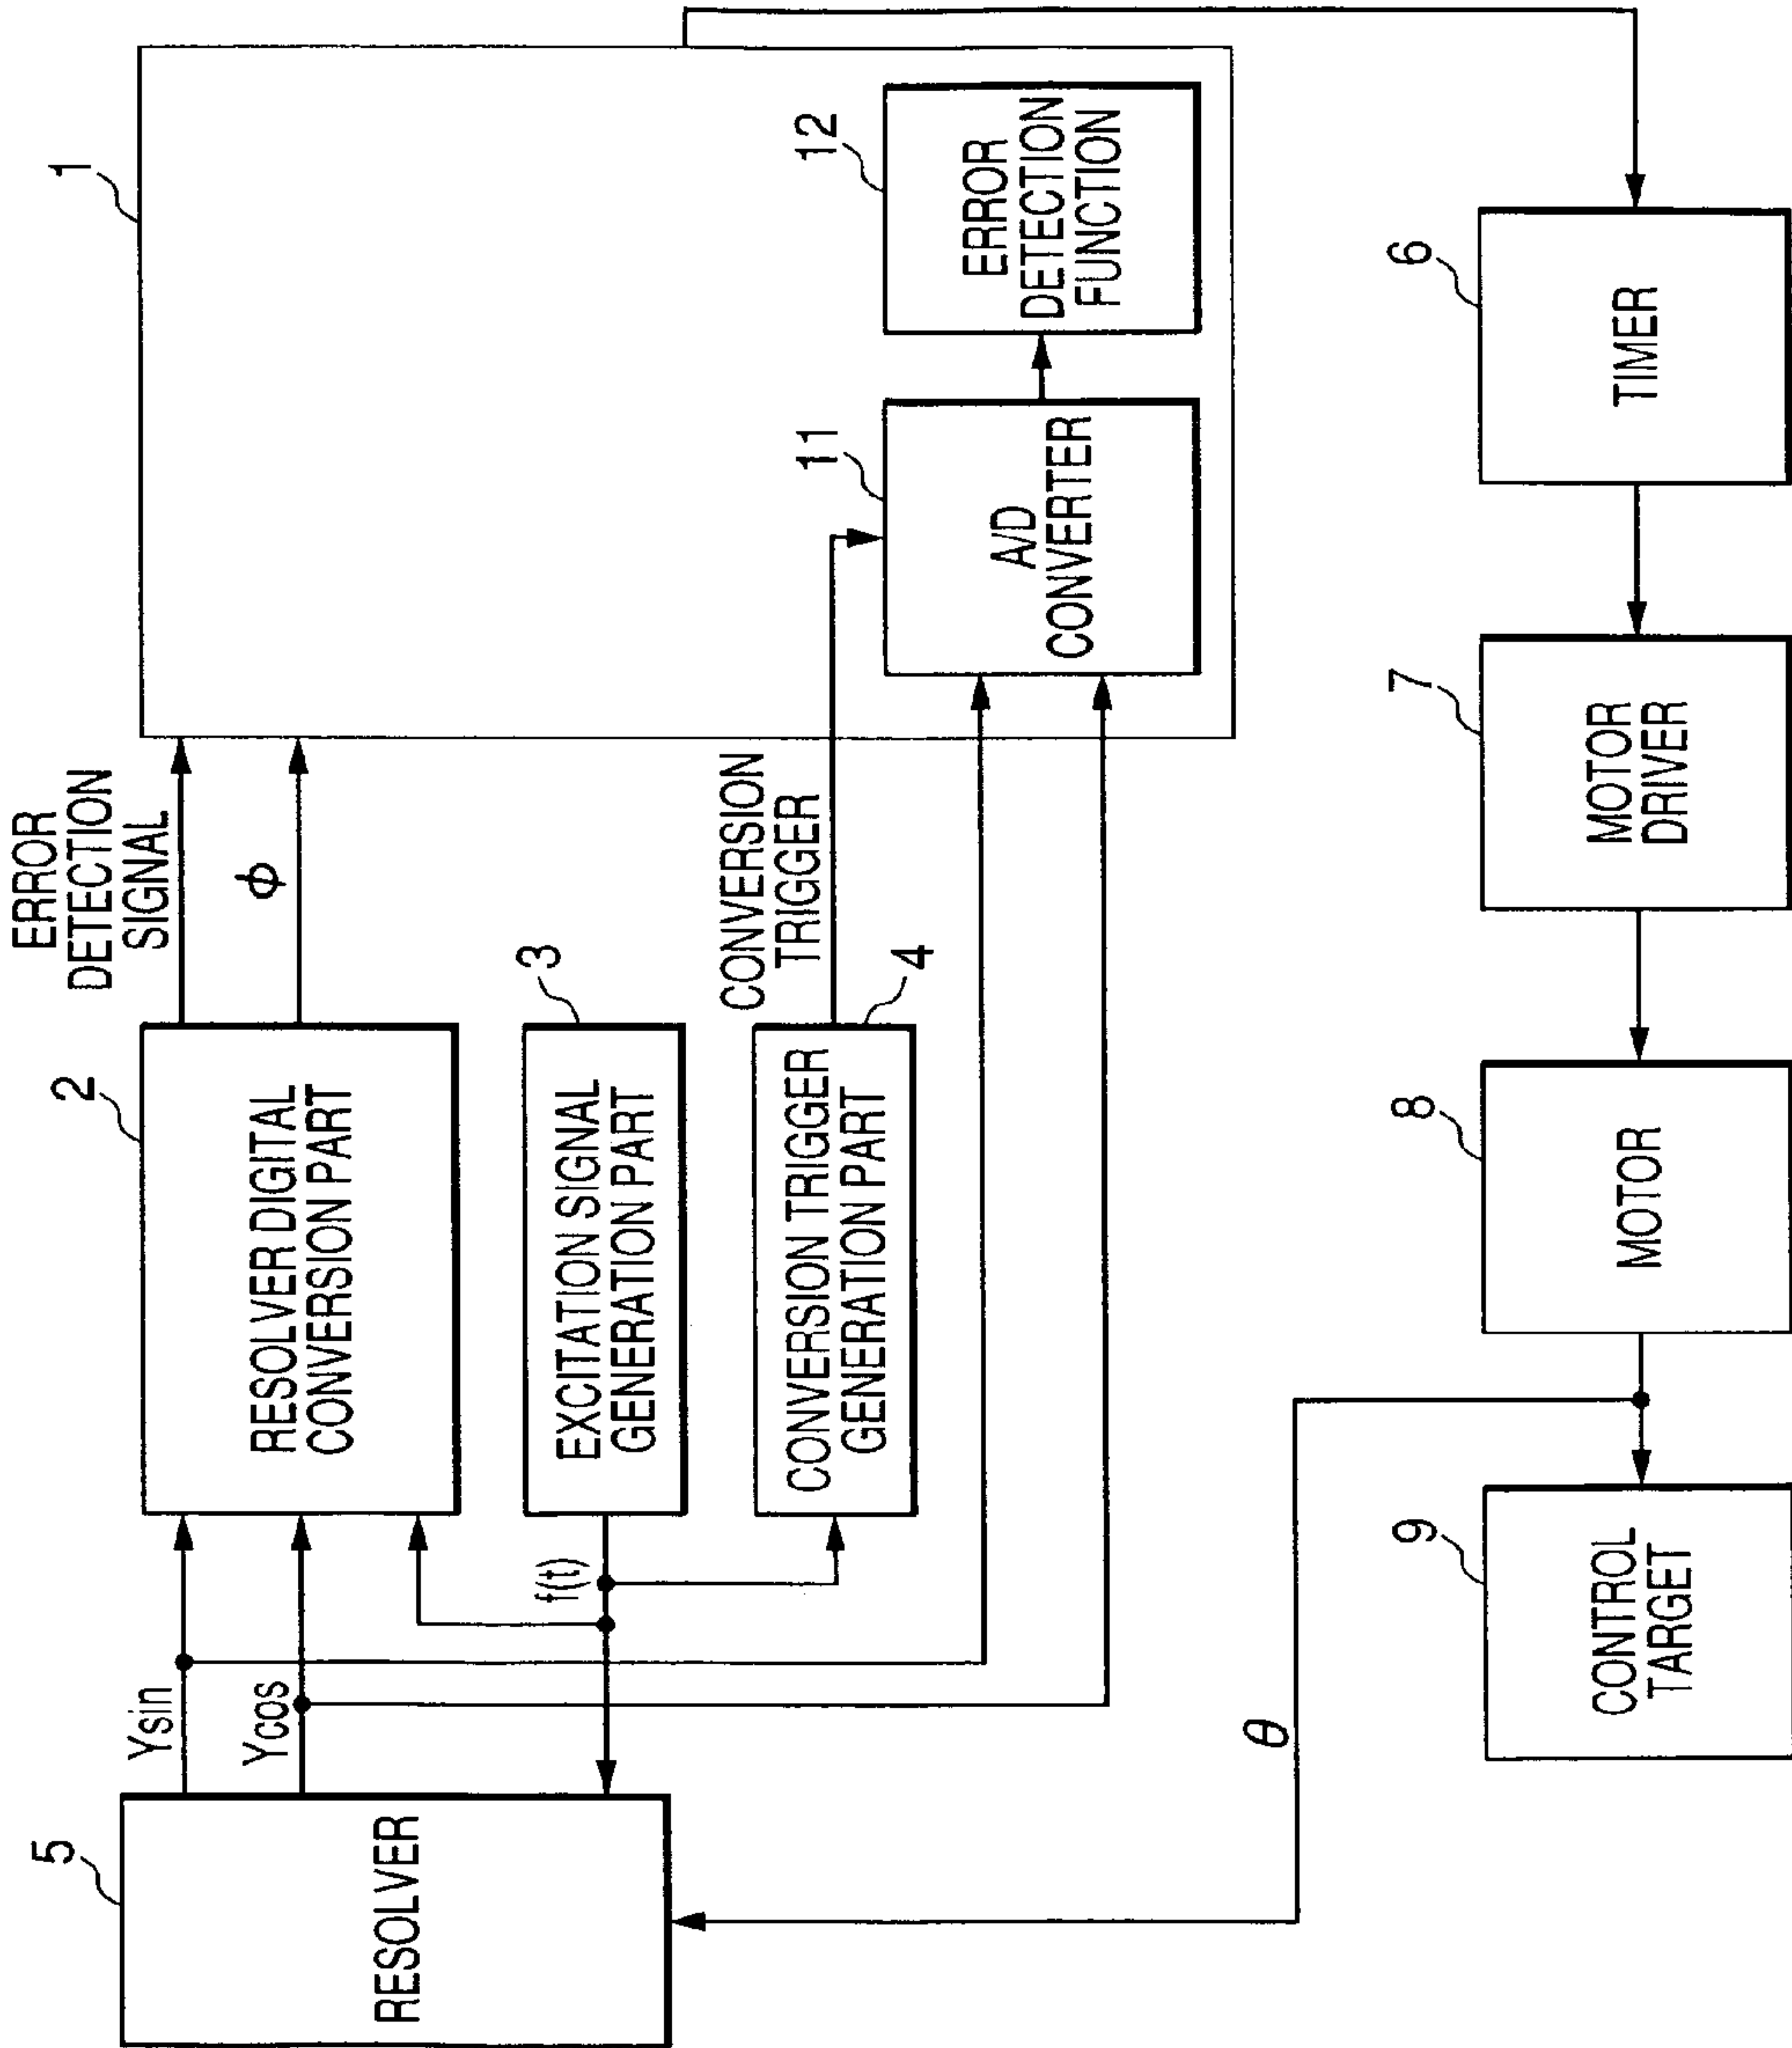 5
RESOLVER
Ysin
Ycos
f(t)
2
RESOLVER DIGITAL
CONVERSION PART
3
EXCITATION SIGNAL
GENERATION PART
4
CONVERSION TRIGGER
GENERATION PART
ERROR
DETECTION
SIGNAL
ϕ
CONVERSION
TRIGGER
1
11
A/D
CONVERTER
12
ERROR
DETECTION
FUNCTION
θ
9
CONTROL
TARGET
8
MOTOR
7
MOTOR
DRIVER
6
TIMER